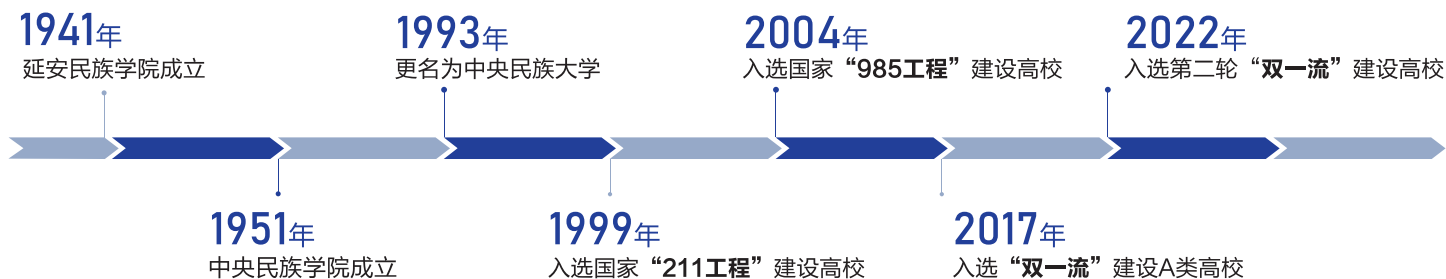 1941年
延安民族学院成立
1951年
中央民族学院成立
1993年
更名为中央民族大学
1999年
入选国家“211工程”建设高校
2004年
入选国家“985工程”建设高校
2017年
入选“双一流”建设A类高校
2022年
入选第二轮“双一流”建设高校